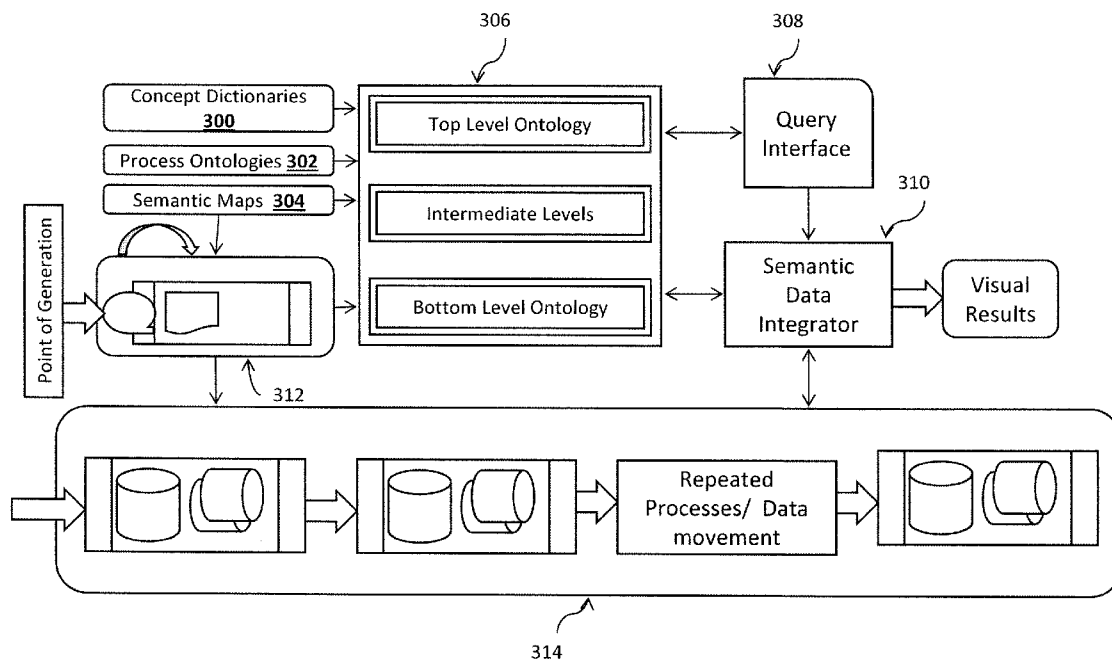 306
308
Concept Dictionaries
300
Top Level Ontology
Query
Interface
Process Ontologies 302
Semantic Maps 304
Intermediate Levels
310
Point of Generation
Semantic
Data
Integrator
Visual
Results
Bottom Level Ontology
312
Repeated
Processes/ Data
movement
314